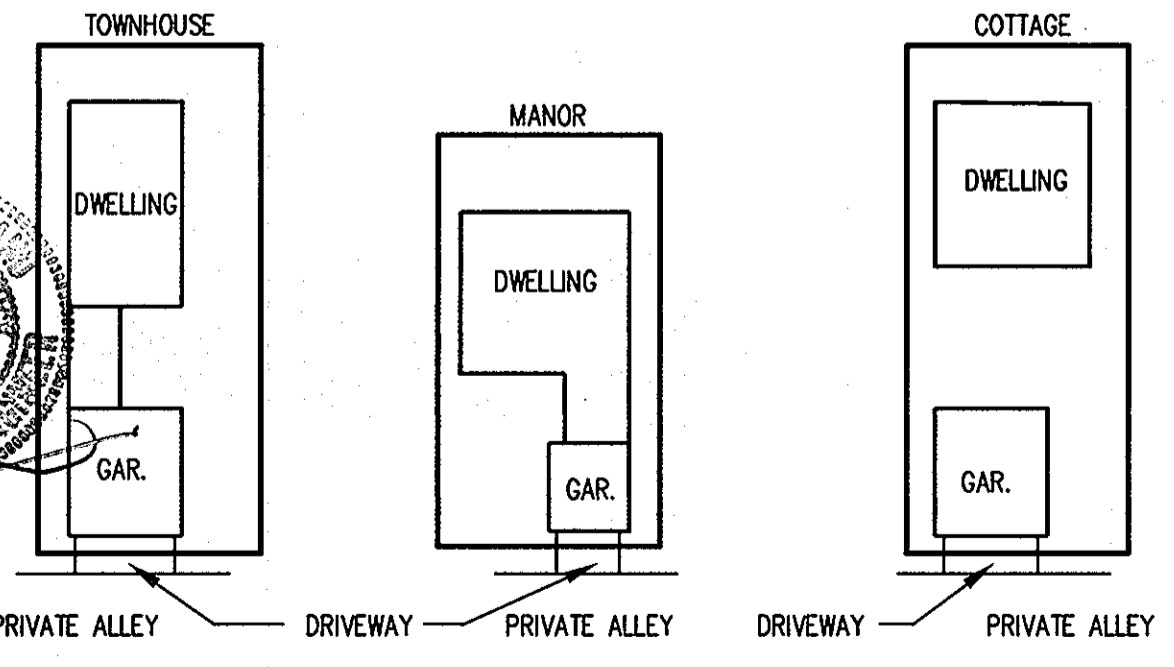 TOWNHOUSE
DWELLING
GAR.
PRIVATE ALLEY
MANOR
DWELLING
GAR.
DRIVEWAY
PRIVATE ALLEY
COTTAGE
DWELLING
GAR.
DRIVEWAY
PRIVATE ALLEY